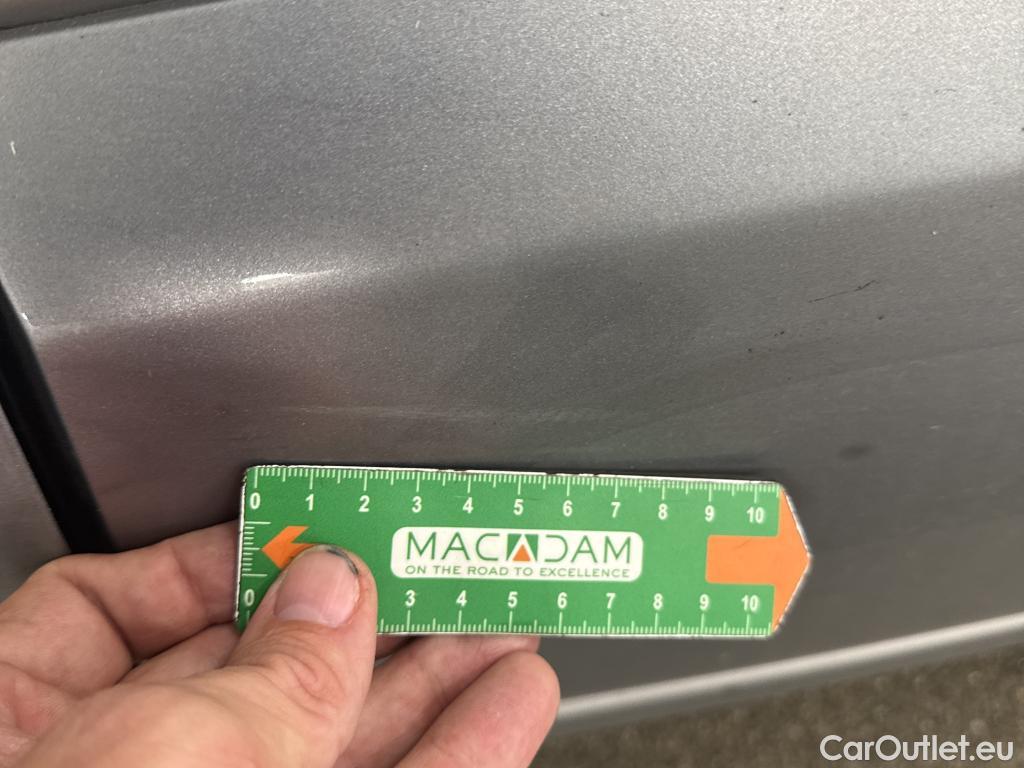 0 1 2 3 4 5 6 7 8 9 10
MACADAM
ON THE ROAD TO EXCELLENCE
0 3 4 5 6 7 8 9 10
CarOutlet.eu